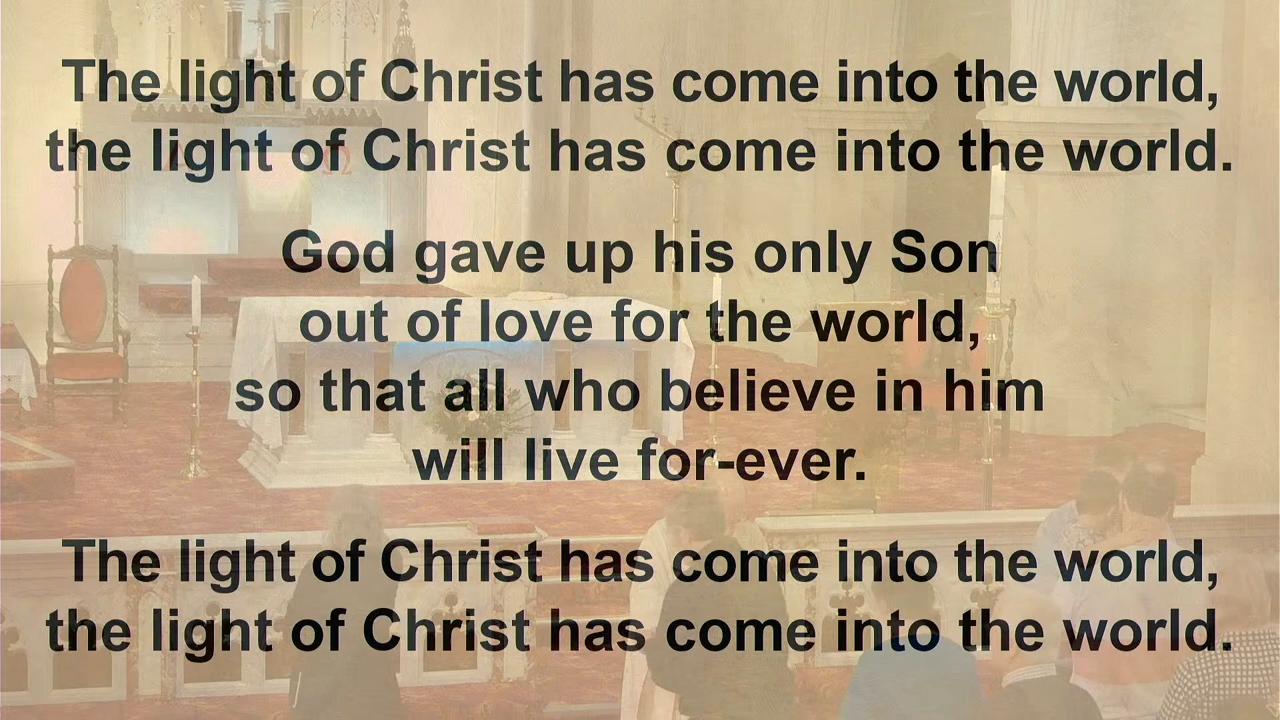 The light of Christ has come into the world,
the light of Christ has come into the world.
God gave up his only Son
out of love for the world,
so that all who believe in him
will live for-ever.
The light of Christ has come into the world,
the light of Christ has come into the world.